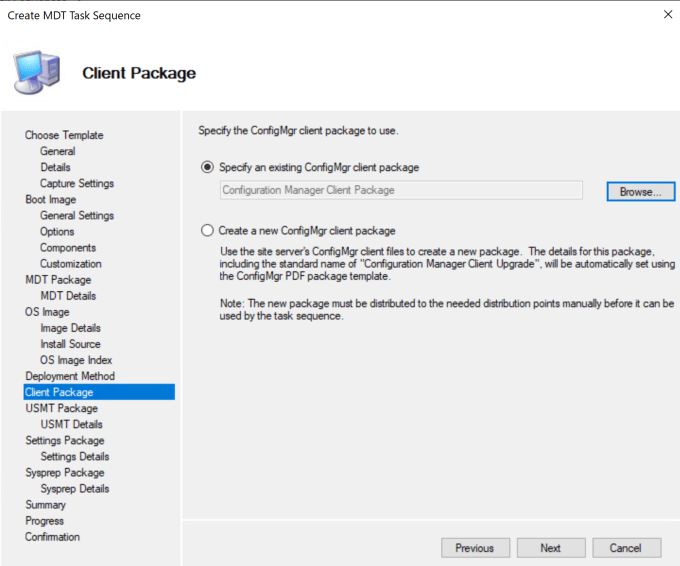 Create MDT Task Sequence
Client Package
Choose Template
General
Details
Capture Settings
Boot Image
General Settings
Options
Components
Customization
MDT Package
MDT Details
OS Image
Image Details
Install Source
OS Image Index
Deployment Method
Client Package
USMT Package
USMT Details
Settings Package
Settings Details
Sysprep Package
Sysprep Details
Summary
Progress
Confirmation
Specify the ConfigMgr client package to use.
Specify an existing ConfigMgr client package
Configuration Manager Client Package
Browse...
Create a new ConfigMgr client package
Use the site server's ConfigMgr client files to create a new package. The details for this package,
including the standard name of "Configuration Manager Client Upgrade", will be automatically set using
the ConfigMgr PDF package template.
Note: The new package must be distributed to the needed distribution points manually before it can be
used by the task sequence.
Previous
Next
Cancel